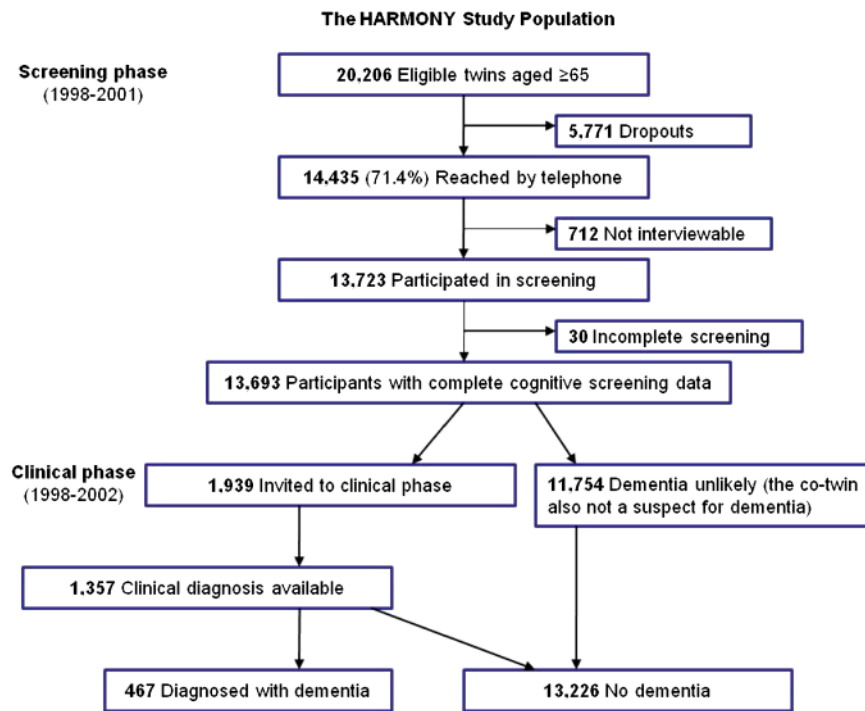 The HARMONY Study Population
Screening phase
(1998-2001)
20,206 Eligible twins aged ≥65
5,771 Dropouts
14,435 (71.4%) Reached by telephone
712 Not interviewable
13,723 Participated in screening
30 Incomplete screening
13,693 Participants with complete cognitive screening data
Clinical phase
(1998-2002)
1,939 Invited to clinical phase
11,754 Dementia unlikely (the co-twin
also not a suspect for dementia)
1,357 Clinical diagnosis available
467 Diagnosed with dementia
13,226 No dementia